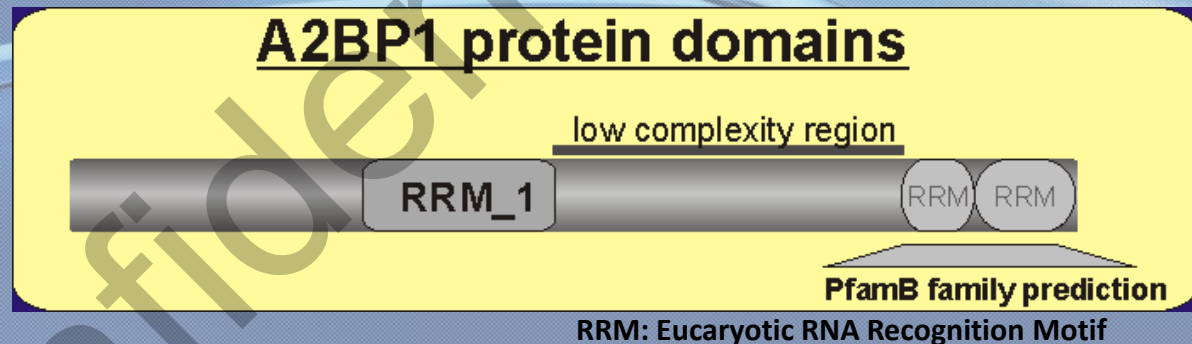 A2BP1 protein domains
low complexity region
RRM_1
RRM RRM
PfamB family prediction
RRM: Eucaryotic RNA Recognition Motif